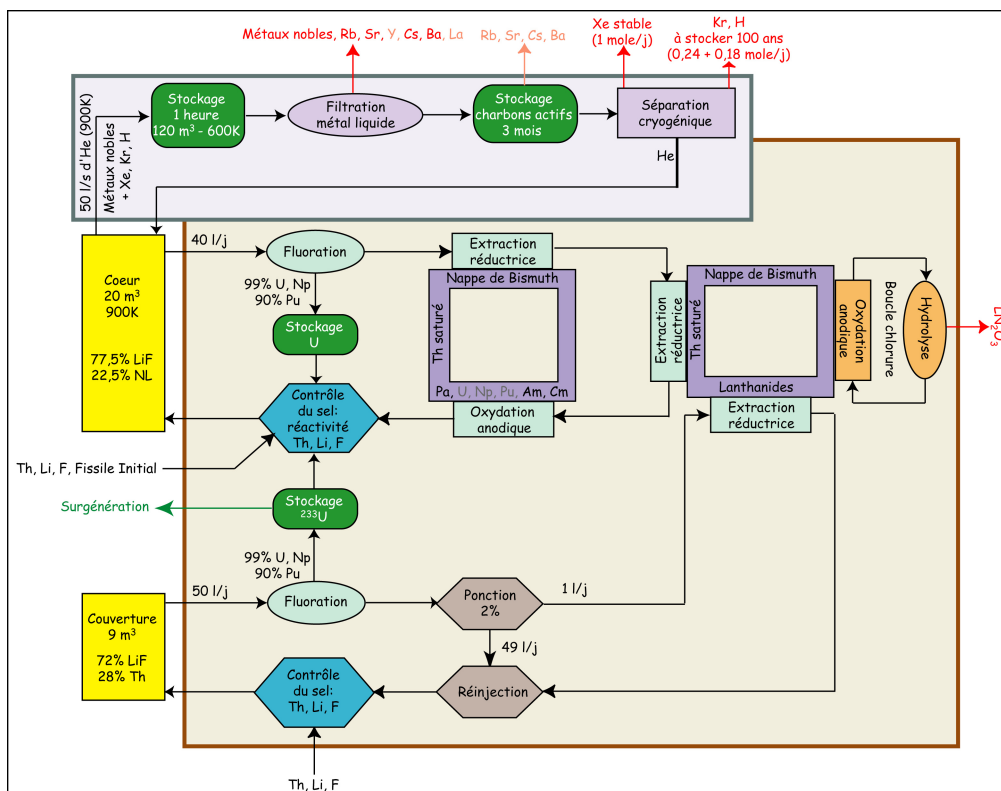 Métaux nobles, Rb, Sr, Y, Cs, Ba, La
Rb, Sr, Cs, Ba
Xe stable
(1 mole/j)
Kr, H
à stocker 100 ans
(0,24 + 0,18 mole/j)
50 l/s d'He (900K)
Métaux nobles
+ Xe, Kr, H
Stockage
1 heure
120 m³ - 600K
Filtration
métal liquide
Stockage
charbons actifs
3 mois
Séparation
cryogénique
He
Coeur
20 m³
900K
77,5% LiF
22,5% NL
40 l/j
Fluoration
99% U, Np
90% Pu
Stockage
U
Contrôle
du sel:
réactivité
Th, Li, F
Th, Li, F, Fissile Initial
Extraction
réductrice
Nappe de Bismuth
Th saturé
Pa, U, Np, Pu, Am, Cm
Oxydation
anodique
Extraction
réductrice
Nappe de Bismuth
Th saturé
Lanthanides
Extraction
réductrice
Oxydation
anodique
Boucle chlorure
Hydrolyse
LN₂O₃
Surgénération
Stockage
²³³U
99% U, Np
90% Pu
50 l/j
Fluoration
Ponction
2%
1 l/j
49 l/j
Couverture
9 m³
72% LiF
28% Th
Contrôle
du sel:
Th, Li, F
Réinjection
Th, Li, F